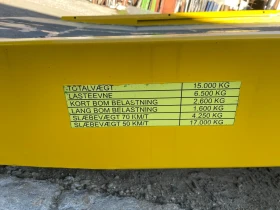 TOTALVÆGT 15.000 KG
LASTEEVNE 6.500 KG
KORT BOM BELASTNING 2.600 KG
LANG BOM BELASTNING 1.600 KG
SLÆBEVÆGT 70 KM/T 4.250 KG
SLÆBEVÆGT 50 KM/T 17.000 KG